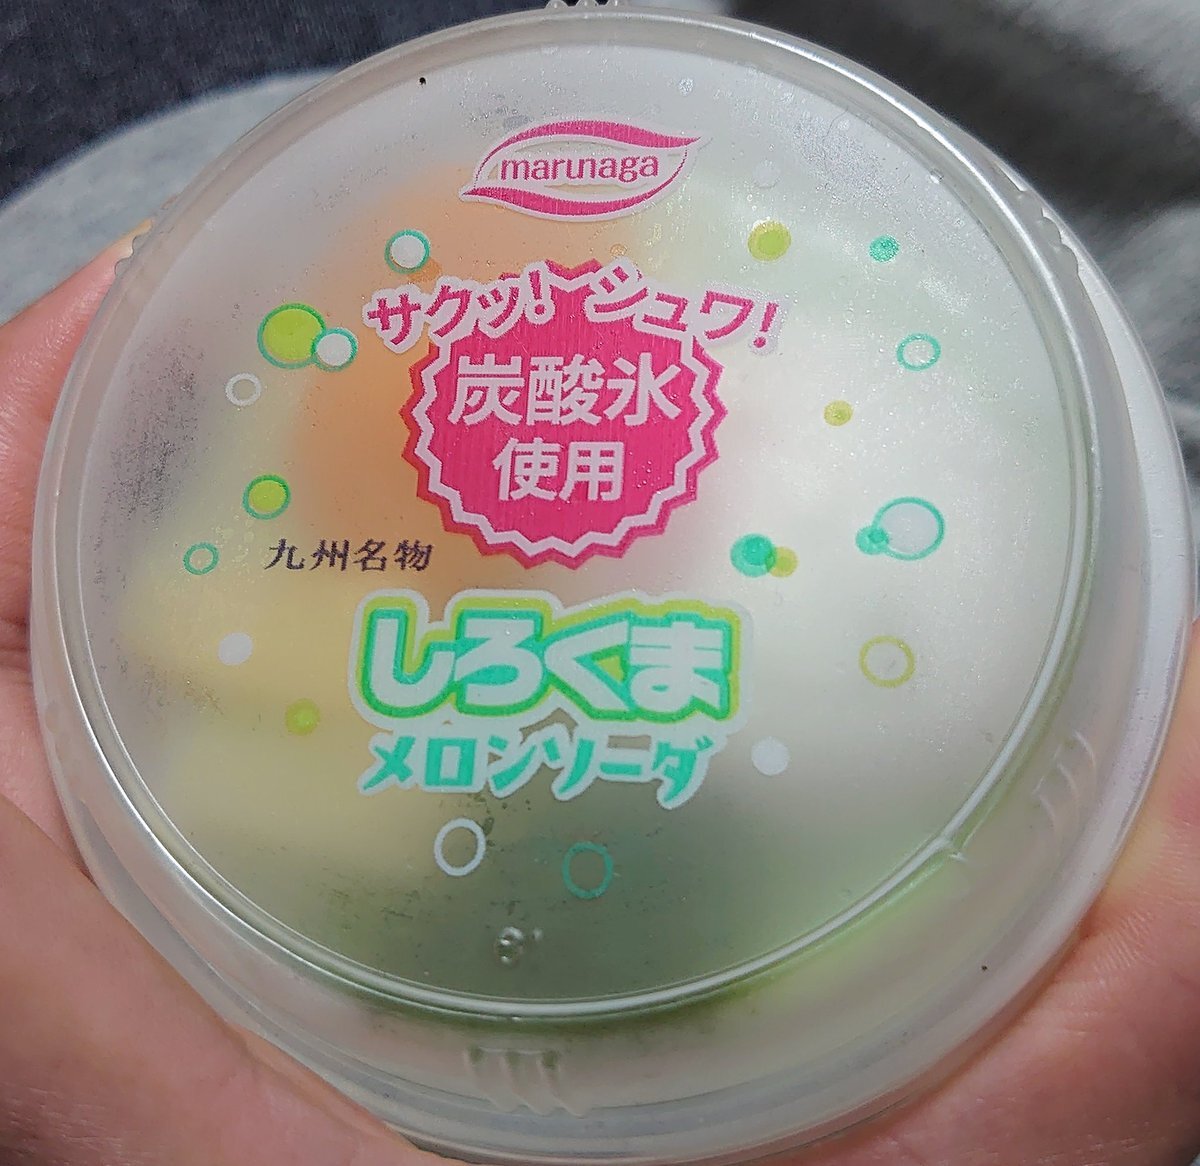 marunaga
サクッ!シュワ!
炭酸氷
使用
九州名物
しろくま
メロンソーダ